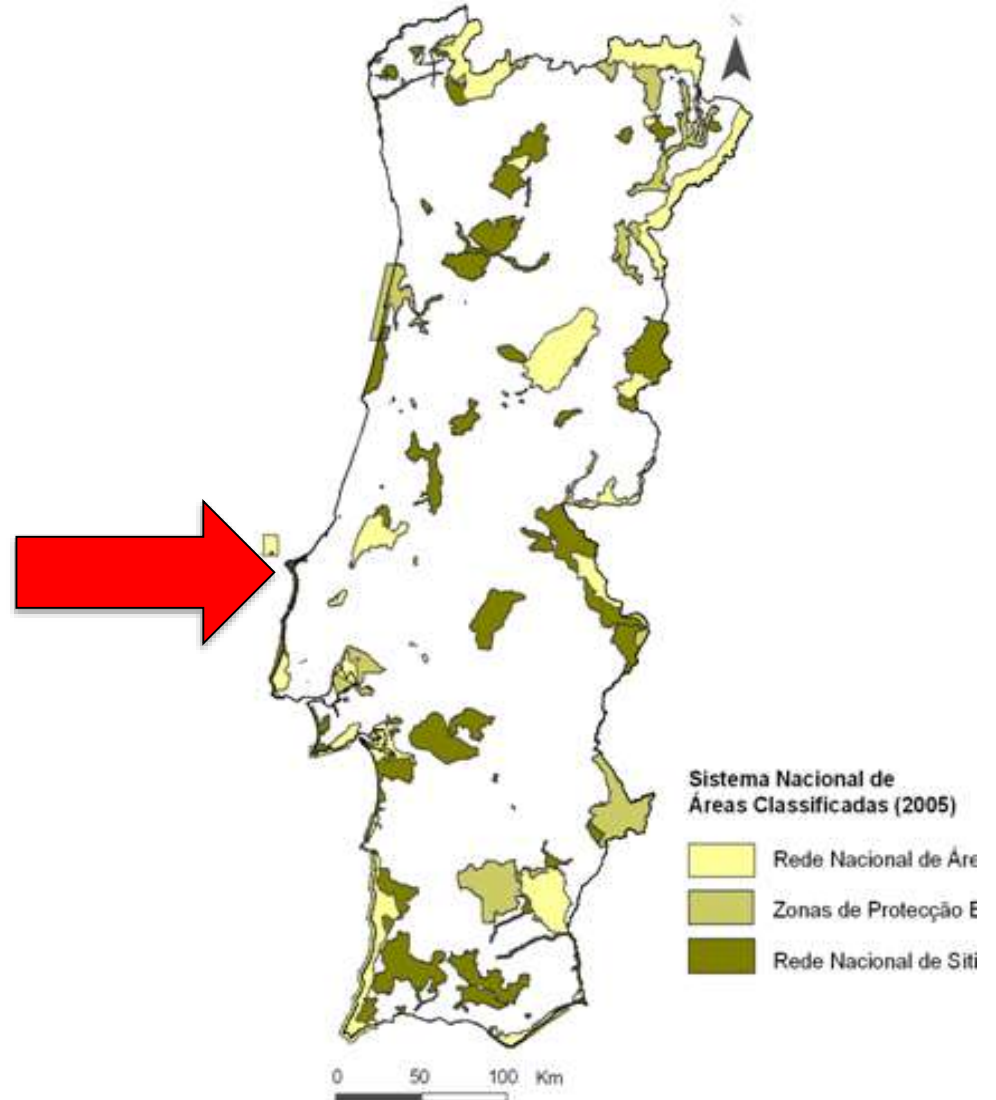 N
Sistema Nacional de
Áreas Classificadas (2005)
Rede Nacional de Áre
Zonas de Protecção E
Rede Nacional de Síti
0 50 100 Km